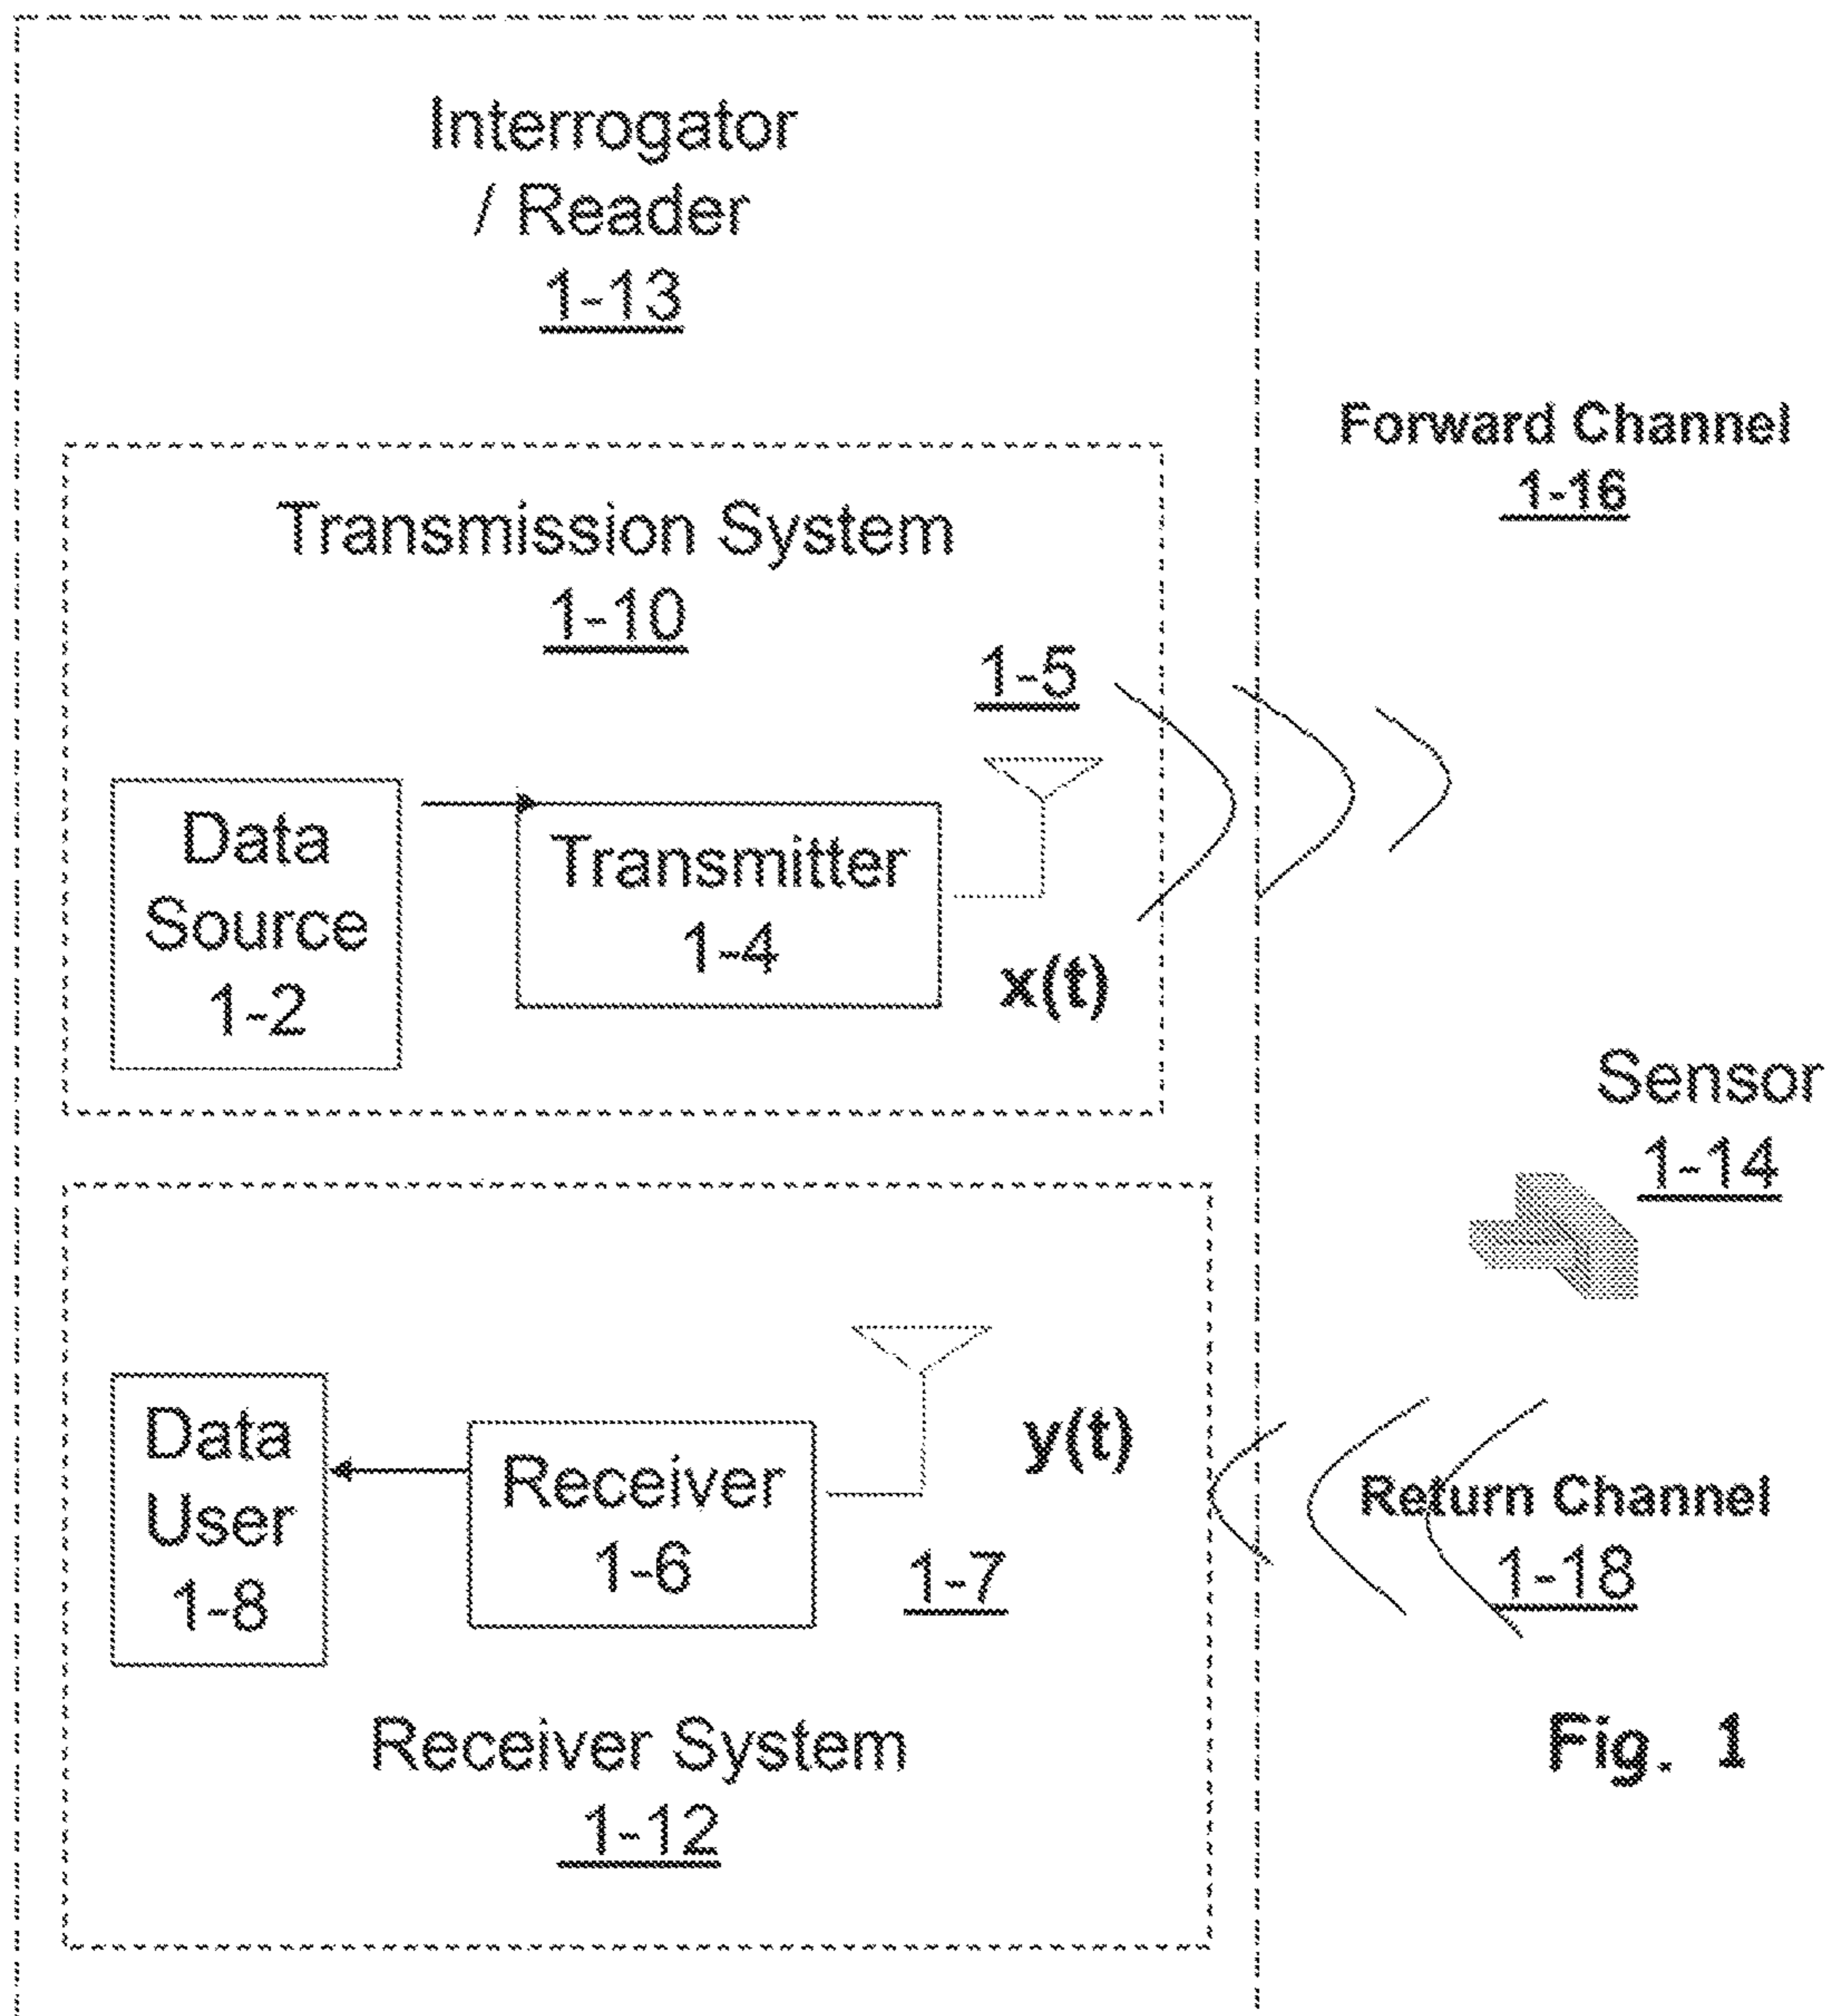 Interrogator
/ Reader
1-13
Forward Channel
1-16
Transmission System
1-10
1-5
Data
Source
1-2
Transmitter
1-4
x(t)
Sensor
1-14
Data
User
1-8
Receiver
1-6
y(t)
1-7
Return Channel
1-18
Receiver System
1-12
Fig. 1